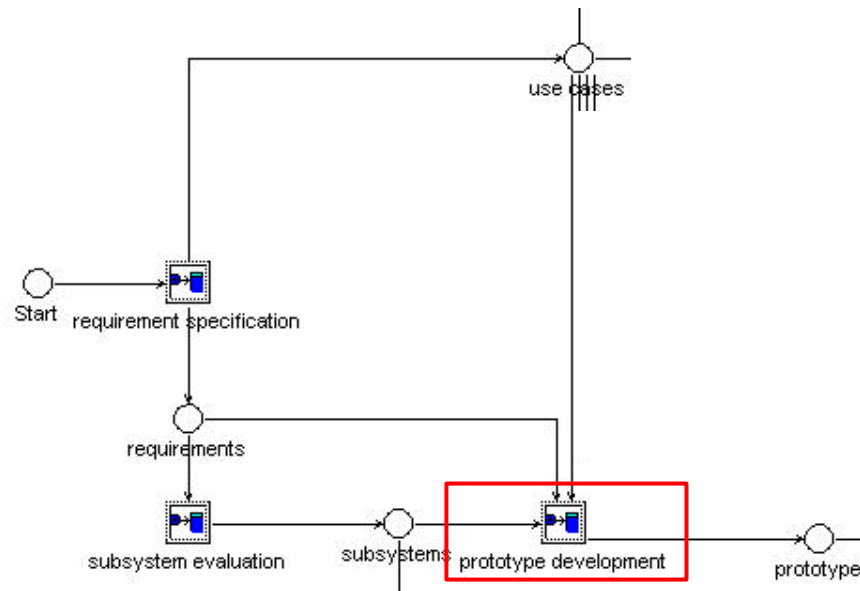 use cases
Start
requirement specification
requirements
subsystem evaluation
subsystems
prototype development
prototype